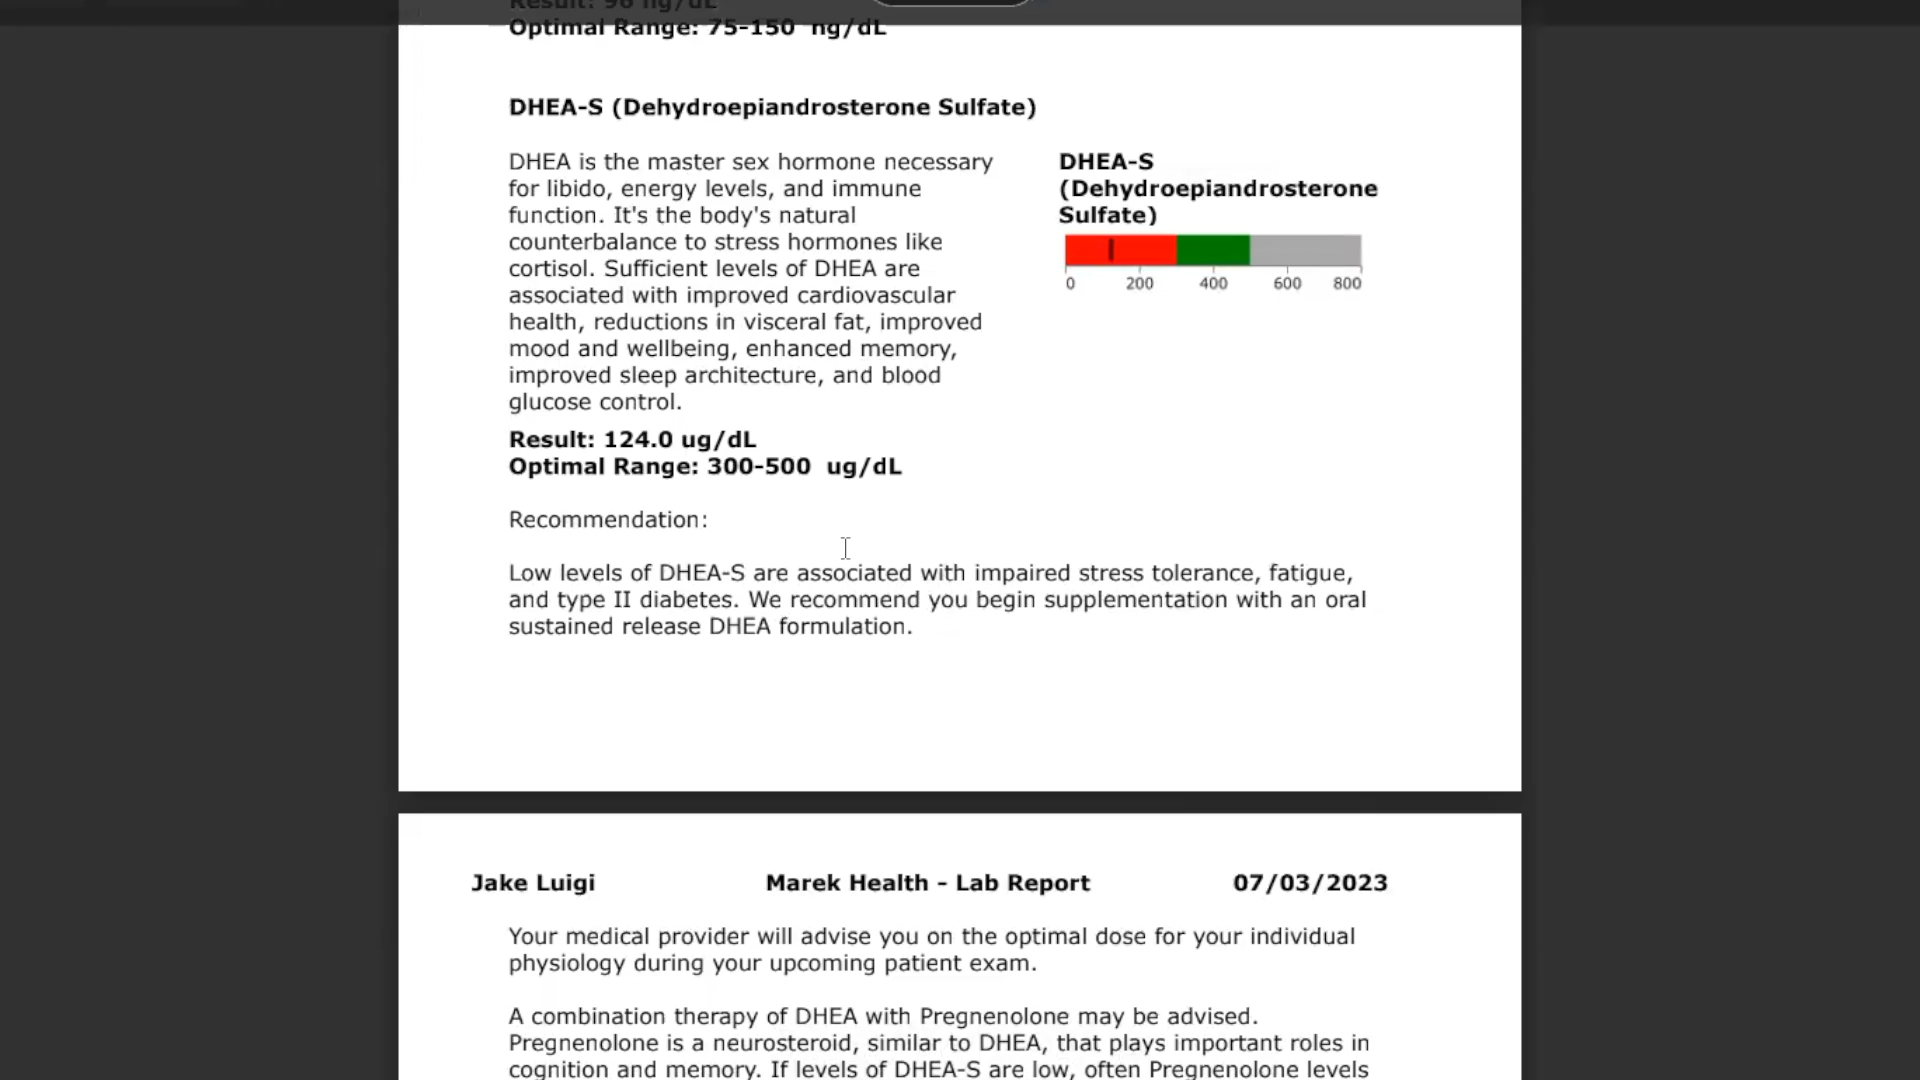 Result: 96 ng/dL
Optimal Range: 75-150 ng/dL
DHEA-S (Dehydroepiandrosterone Sulfate)
DHEA is the master sex hormone necessary
for libido, energy levels, and immune
function. It's the body's natural
counterbalance to stress hormones like
cortisol. Sufficient levels of DHEA are
associated with improved cardiovascular
health, reductions in visceral fat, improved
mood and wellbeing, enhanced memory,
improved sleep architecture, and blood
glucose control.
DHEA-S
(Dehydroepiandrosterone
Sulfate)
0 200 400 600 800
Result: 124.0 ug/dL
Optimal Range: 300-500 ug/dL
Recommendation:
Low levels of DHEA-S are associated with impaired stress tolerance, fatigue,
and type II diabetes. We recommend you begin supplementation with an oral
sustained release DHEA formulation.
Jake Luigi Marek Health - Lab Report 07/03/2023
Your medical provider will advise you on the optimal dose for your individual
physiology during your upcoming patient exam.
A combination therapy of DHEA with Pregnenolone may be advised.
Pregnenolone is a neurosteroid, similar to DHEA, that plays important roles in
cognition and memory. If levels of DHEA-S are low, often Pregnenolone levels